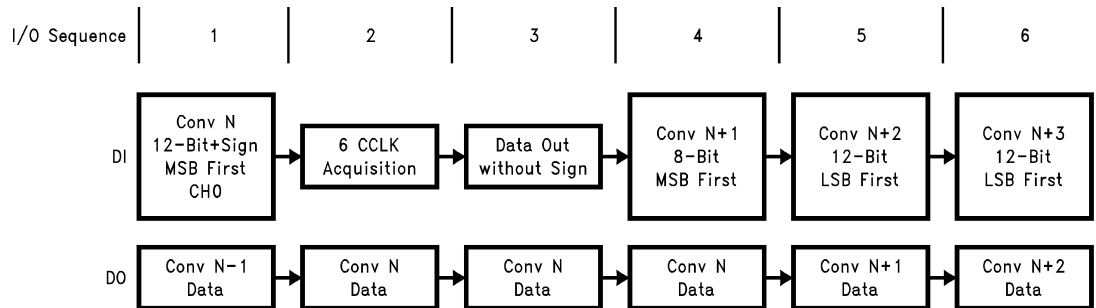 I/O Sequence 1 2 3 4 5 6
DI
Conv N
12-Bit+Sign
MSB First
CH0
6 CCLK
Acquisition
Data Out
without Sign
Conv N+1
8-Bit
MSB First
Conv N+2
12-Bit
LSB First
Conv N+3
12-Bit
LSB First
DO
Conv N-1
Data
Conv N
Data
Conv N
Data
Conv N
Data
Conv N+1
Data
Conv N+2
Data